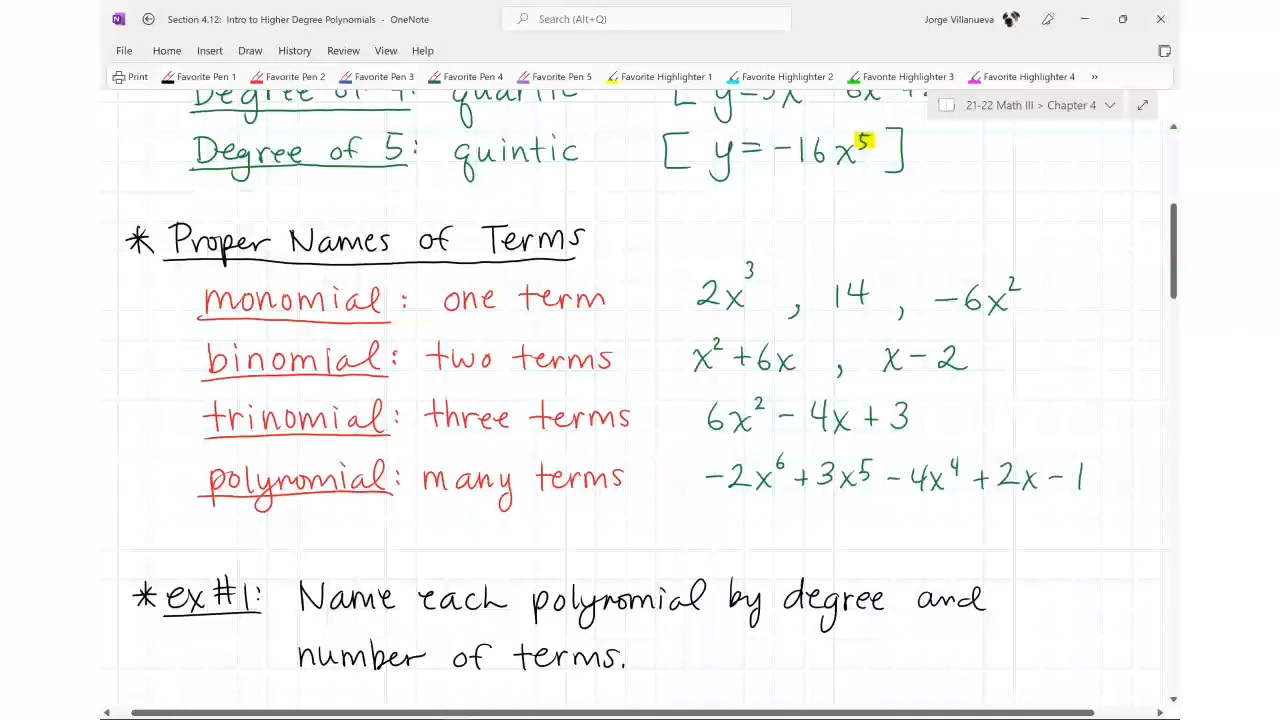 Section 4.12: Intro to Higher Degree Polynomials - OneNote
Search (Alt+Q)
Jorge Villanueva
File Home Insert Draw History Review View Help
Print Favorite Pen 1 Favorite Pen 2 Favorite Pen 3 Favorite Pen 4 Favorite Pen 5 Favorite Highlighter 1 Favorite Highlighter 2 Favorite Highlighter 3 Favorite Highlighter 4 »
21-22 Math III > Chapter 4
Degree of 4: quartic
Degree of 5: quintic [ y = -16x⁵ ]
* Proper Names of Terms
monomial: one term 2x³ , 14 , -6x²
binomial: two terms x² + 6x , x - 2
trinomial: three terms 6x² - 4x + 3
polynomial: many terms -2x⁶ + 3x⁵ - 4x⁴ + 2x - 1
* ex #1: Name each polynomial by degree and
number of terms.